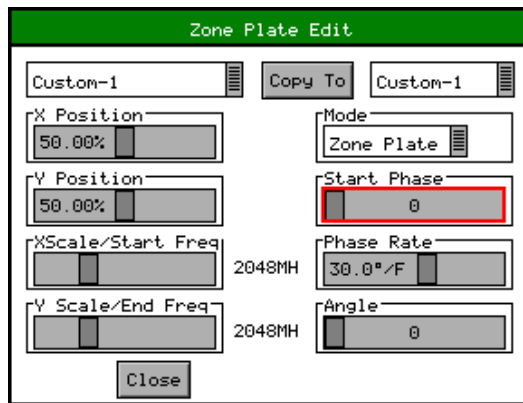 Zone Plate Edit
Custom-1 Copy To Custom-1
X Position Mode
50.00% Zone Plate
Y Position Start Phase
50.00% 0
XScale/Start Freq Phase Rate
2048MH 30.0°/F
Y Scale/End Freq Angle
2048MH 0
Close